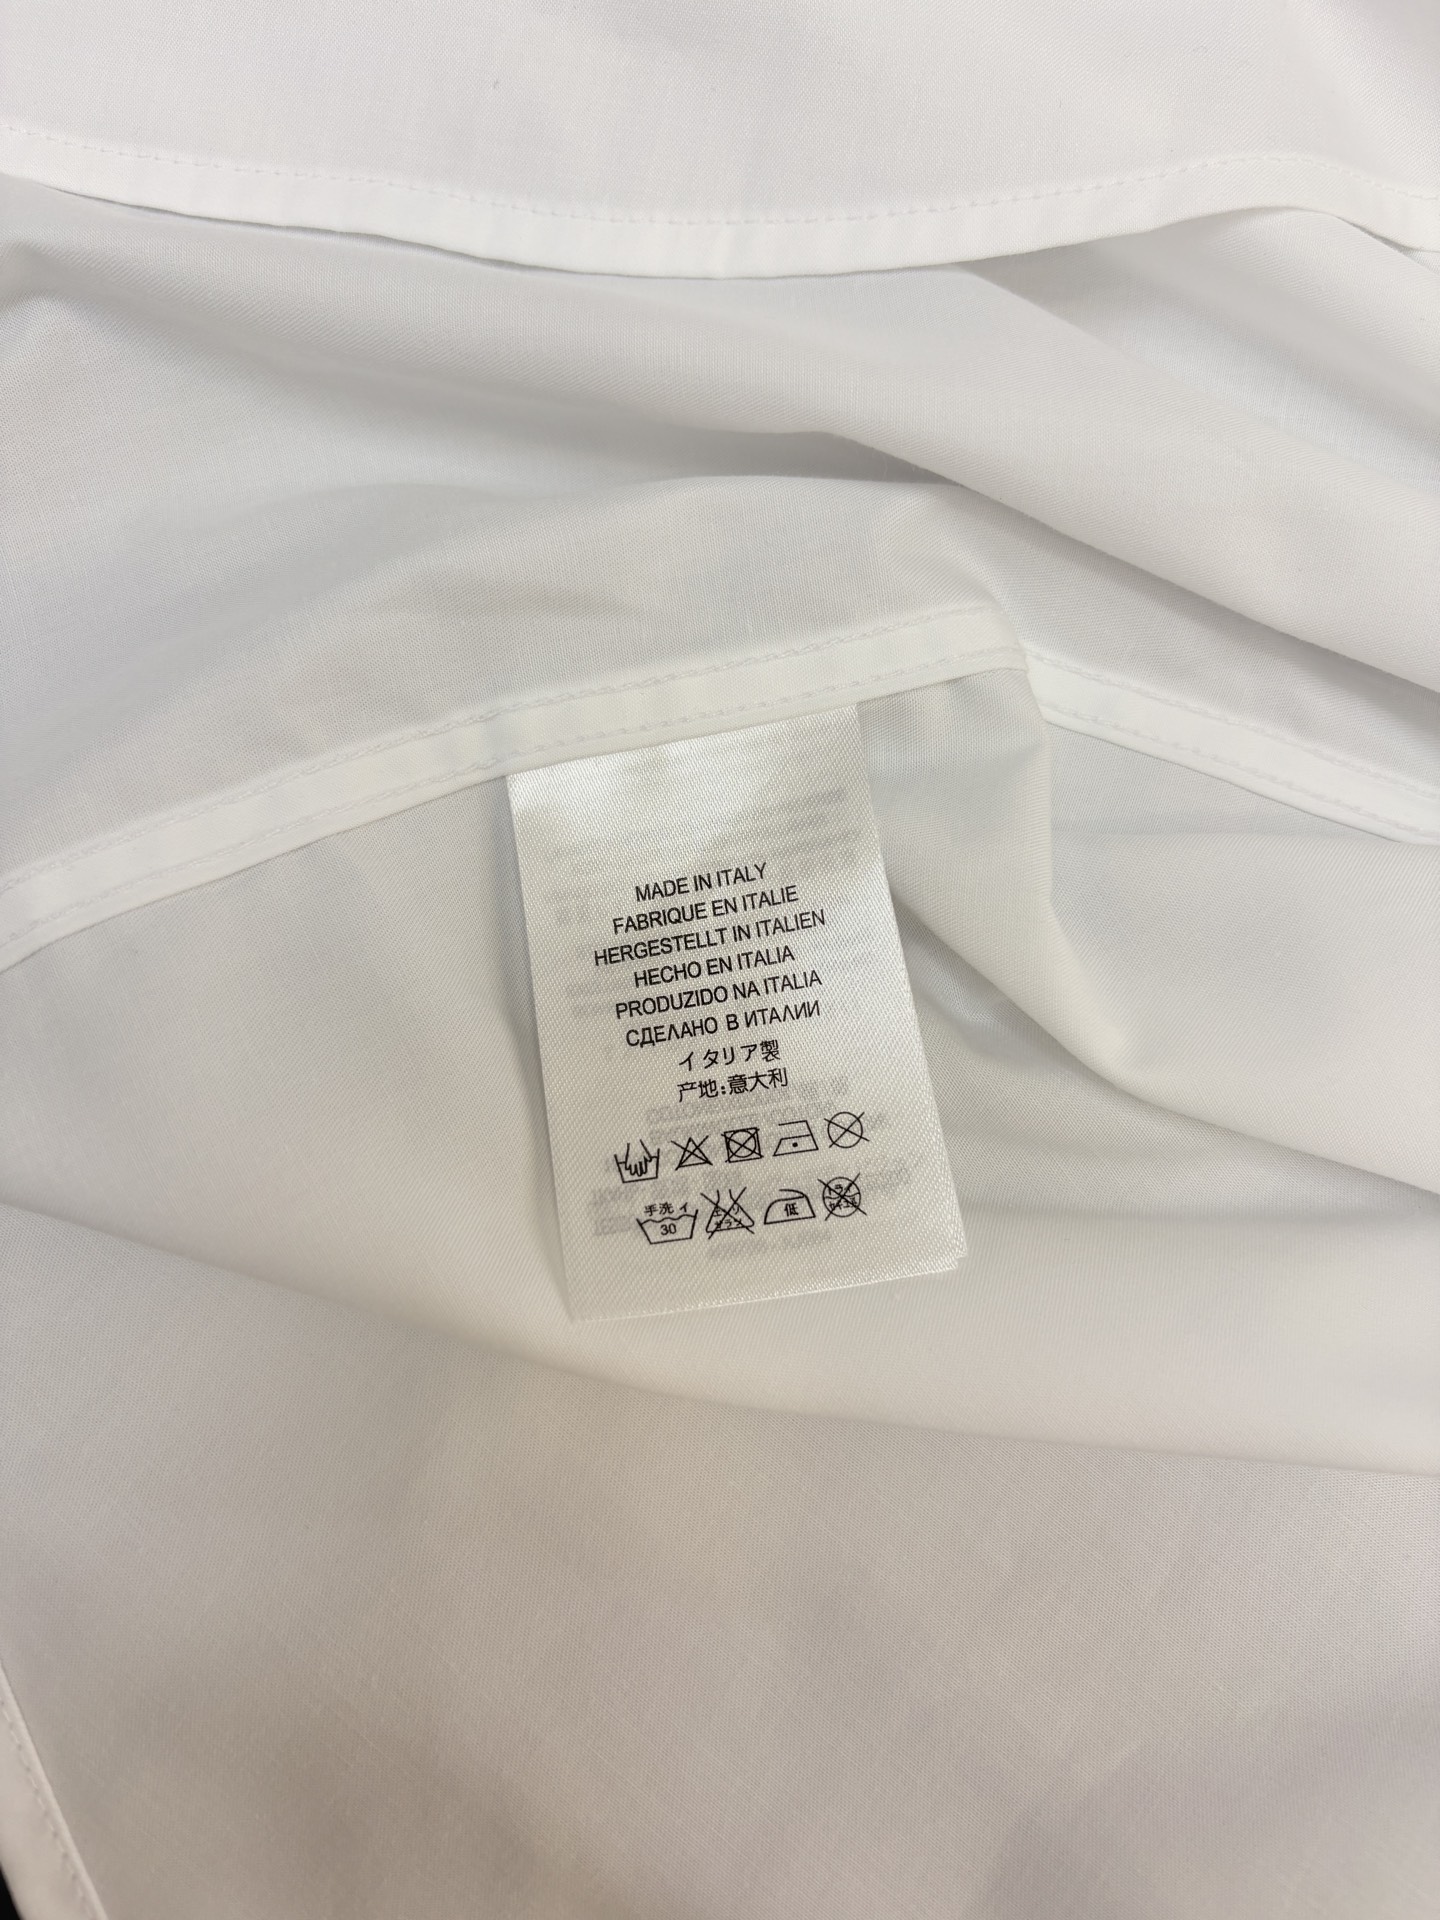 MADE IN ITALY
FABRIQUE EN ITALIE
HERGESTELLT IN ITALIEN
HECHO EN ITALIA
PRODUZIDO NA ITALIA
СДЕЛАНО В ИТАЛИИ
イタリア製
产地:意大利
手洗イ 30 低